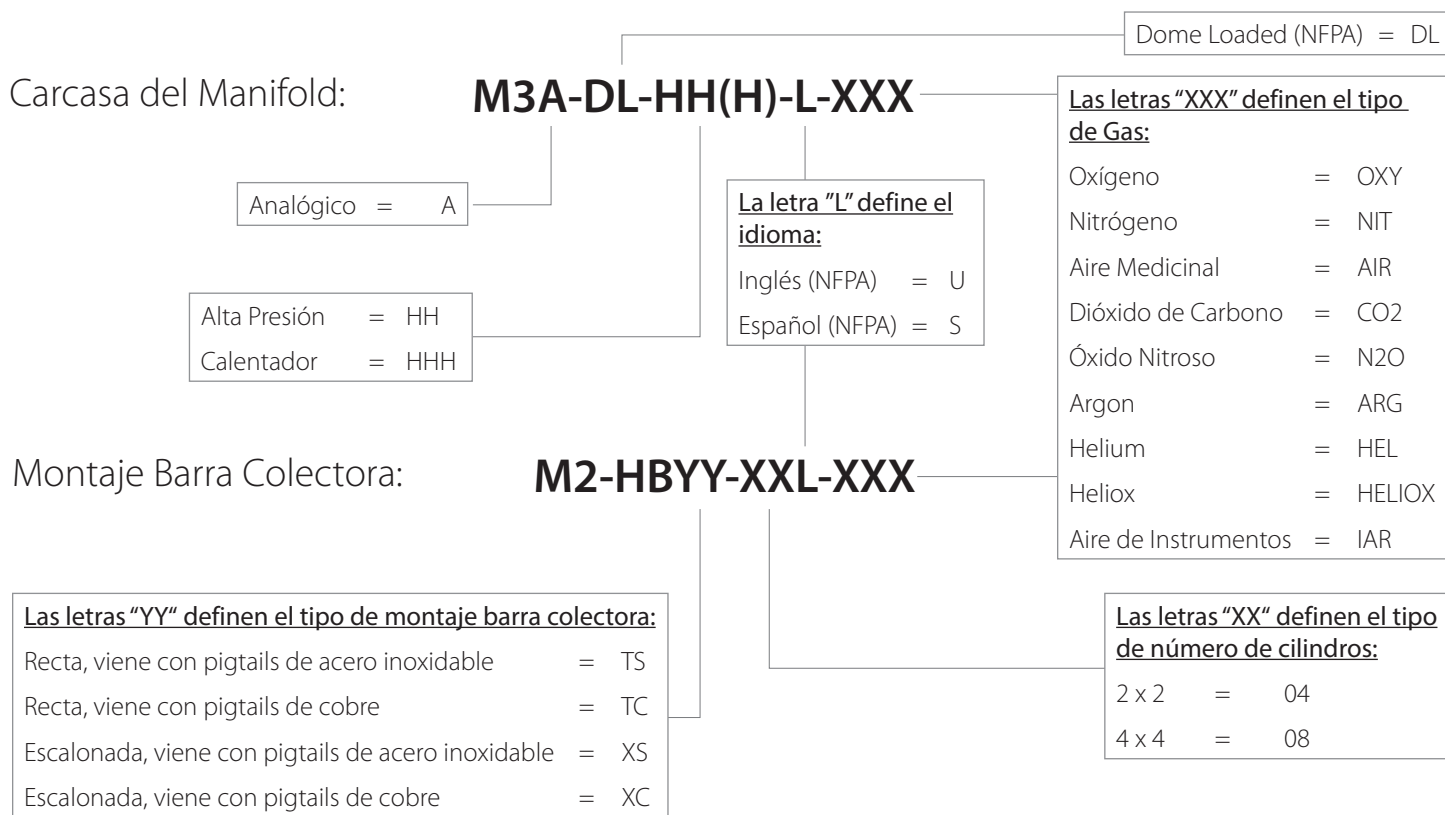 Dome Loaded (NFPA) = DL
Carcasa del Manifold:
M3A-DL-HH(H)-L-XXX
Analógico = A
Alta Presión = HH
Calentador = HHH
La letra ”L” define el
idioma:
Inglés (NFPA) = U
Español (NFPA) = S
Las letras “XXX” definen el tipo
de Gas:
Oxígeno = OXY
Nitrógeno = NIT
Aire Medicinal = AIR
Dióxido de Carbono = CO2
Óxido Nitroso = N2O
Argon = ARG
Helium = HEL
Heliox = HELIOX
Aire de Instrumentos = IAR
Montaje Barra Colectora:
M2-HBYY-XXL-XXX
Las letras “YY“ definen el tipo de montaje barra colectora:
Recta, viene con pigtails de acero inoxidable = TS
Recta, viene con pigtails de cobre = TC
Escalonada, viene con pigtails de acero inoxidable = XS
Escalonada, viene con pigtails de cobre = XC
Las letras “XX“ definen el tipo
de número de cilindros:
2 x 2 = 04
4 x 4 = 08